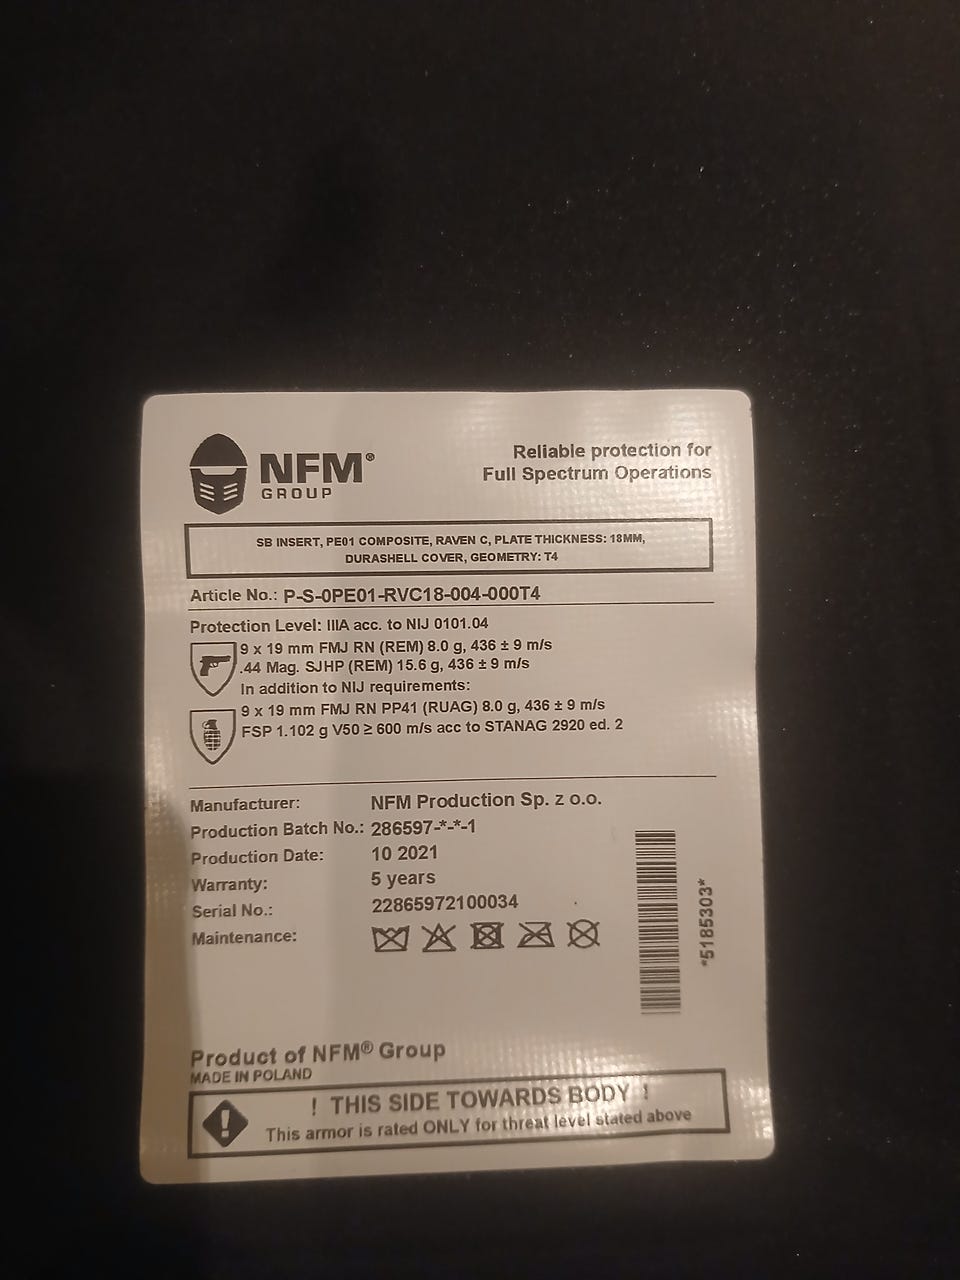 NFM®
GROUP
Reliable protection for
Full Spectrum Operations
SB INSERT, PE01 COMPOSITE, RAVEN C, PLATE THICKNESS: 18MM,
DURASHELL COVER, GEOMETRY: T4
Article No.: P-S-0PE01-RVC18-004-000T4
Protection Level: IIIA acc. to NIJ 0101.04
9 x 19 mm FMJ RN (REM) 8.0 g, 436 ± 9 m/s
.44 Mag. SJHP (REM) 15.6 g, 436 ± 9 m/s
In addition to NIJ requirements:
9 x 19 mm FMJ RN PP41 (RUAG) 8.0 g, 436 ± 9 m/s
FSP 1.102 g V50 ≥ 600 m/s acc to STANAG 2920 ed. 2
Manufacturer: NFM Production Sp. z o.o.
Production Batch No.: 286597-*-*-1
Production Date: 10 2021
Warranty: 5 years
Serial No.: 22865972100034
Maintenance:
*5185303*
Product of NFM® Group
MADE IN POLAND
! THIS SIDE TOWARDS BODY !
This armor is rated ONLY for threat level stated above